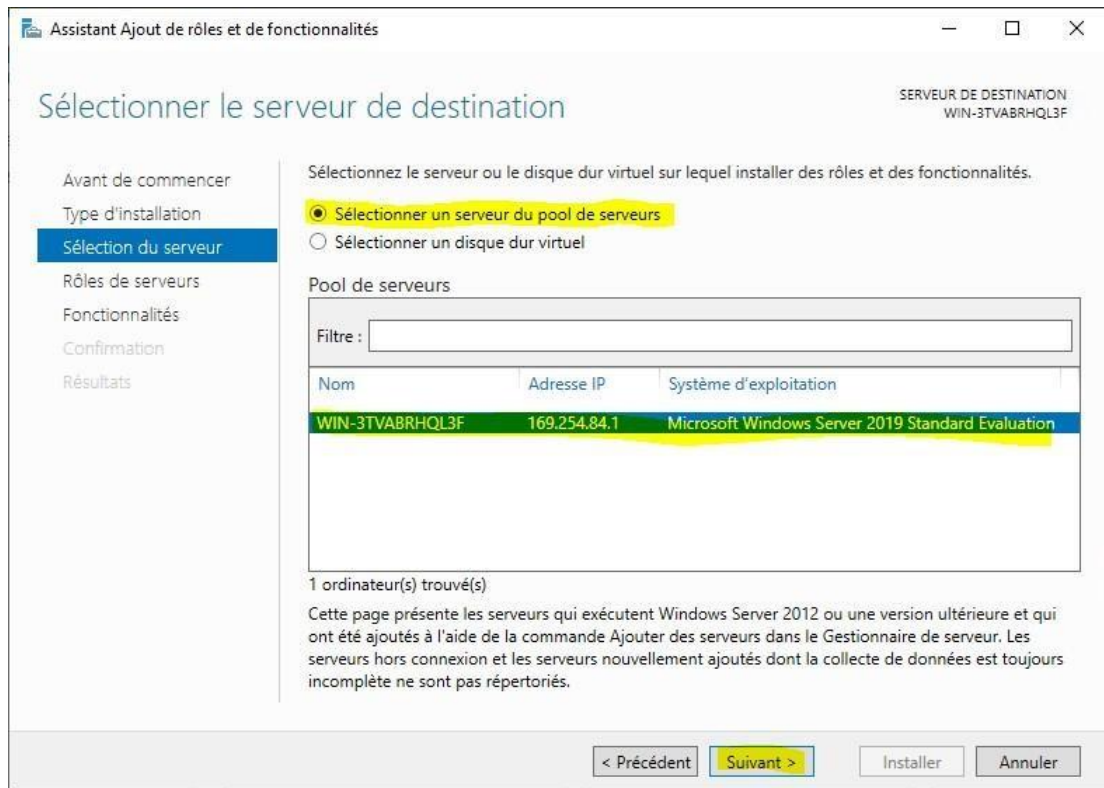 Assistant Ajout de rôles et de fonctionnalités
Sélectionner le serveur de destination
SERVEUR DE DESTINATION
WIN-3TVABRHQL3F
Avant de commencer
Type d'installation
Sélection du serveur
Rôles de serveurs
Fonctionnalités
Confirmation
Résultats
Sélectionnez le serveur ou le disque dur virtuel sur lequel installer des rôles et des fonctionnalités.
Sélectionner un serveur du pool de serveurs
Sélectionner un disque dur virtuel
Pool de serveurs
Filtre :
Nom Adresse IP Système d'exploitation
WIN-3TVABRHQL3F 169.254.84.1 Microsoft Windows Server 2019 Standard Evaluation
1 ordinateur(s) trouvé(s)
Cette page présente les serveurs qui exécutent Windows Server 2012 ou une version ultérieure et qui
ont été ajoutés à l'aide de la commande Ajouter des serveurs dans le Gestionnaire de serveur. Les
serveurs hors connexion et les serveurs nouvellement ajoutés dont la collecte de données est toujours
incomplète ne sont pas répertoriés.
< Précédent Suivant > Installer Annuler